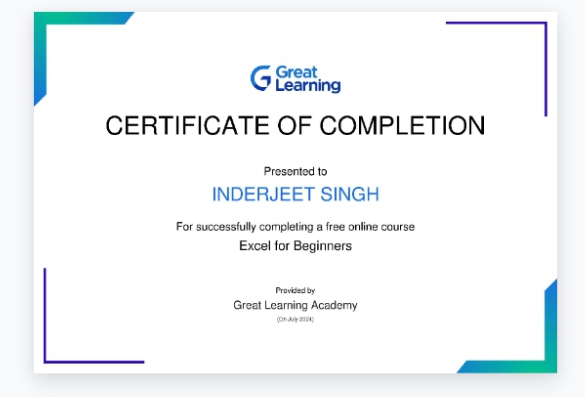 Great
Learning
CERTIFICATE OF COMPLETION
Presented to
INDERJEET SINGH
For successfully completing a free online course
Excel for Beginners
Provided by
Great Learning Academy
(On July 2024)